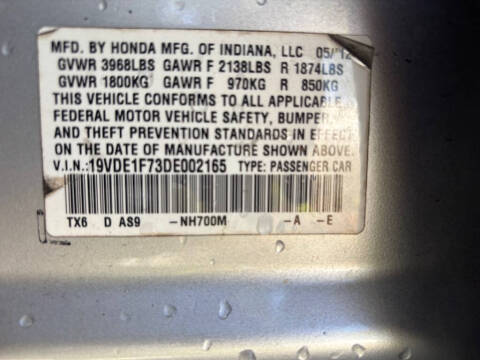 MFD. BY HONDA MFG. OF INDIANA, LLC 05/'12
GVWR 3968LBS GAWR F 2138LBS R 1874LBS
GVWR 1800KG GAWR F 970KG R 850KG
THIS VEHICLE CONFORMS TO ALL APPLICABLE
FEDERAL MOTOR VEHICLE SAFETY, BUMPER,
AND THEFT PREVENTION STANDARDS IN EFFECT
ON THE DATE OF MANUFACTURE SHOWN ABOVE.
V.I.N.: 19VDE1F73DE002165 TYPE: PASSENGER CAR
TX6 D AS9 -NH700M -A -E